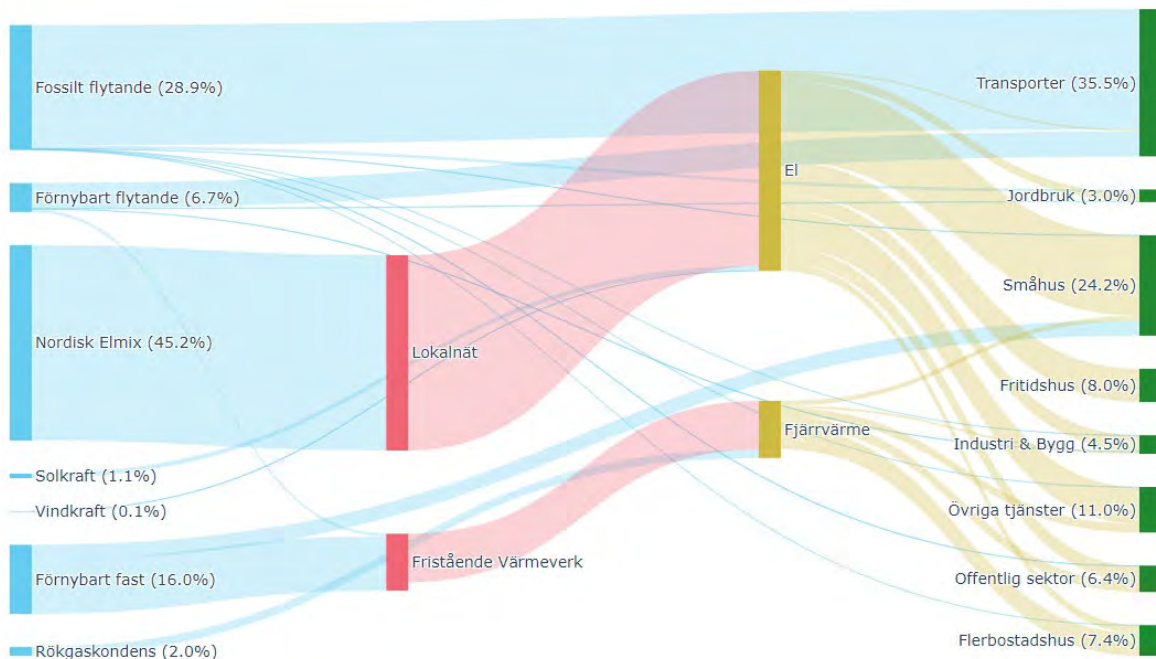 Fossilt flytande (28.9%)
Förnybart flytande (6.7%)
Nordisk Elmix (45.2%)
Solkraft (1.1%)
Vindkraft (0.1%)
Förnybart fast (16.0%)
Rökgaskondens (2.0%)
Lokalnät
Fristående Värmeverk
El
Fjärrvärme
Transporter (35.5%)
Jordbruk (3.0%)
Småhus (24.2%)
Fritidshus (8.0%)
Industri & Bygg (4.5%)
Övriga tjänster (11.0%)
Offentlig sektor (6.4%)
Flerbostadshus (7.4%)